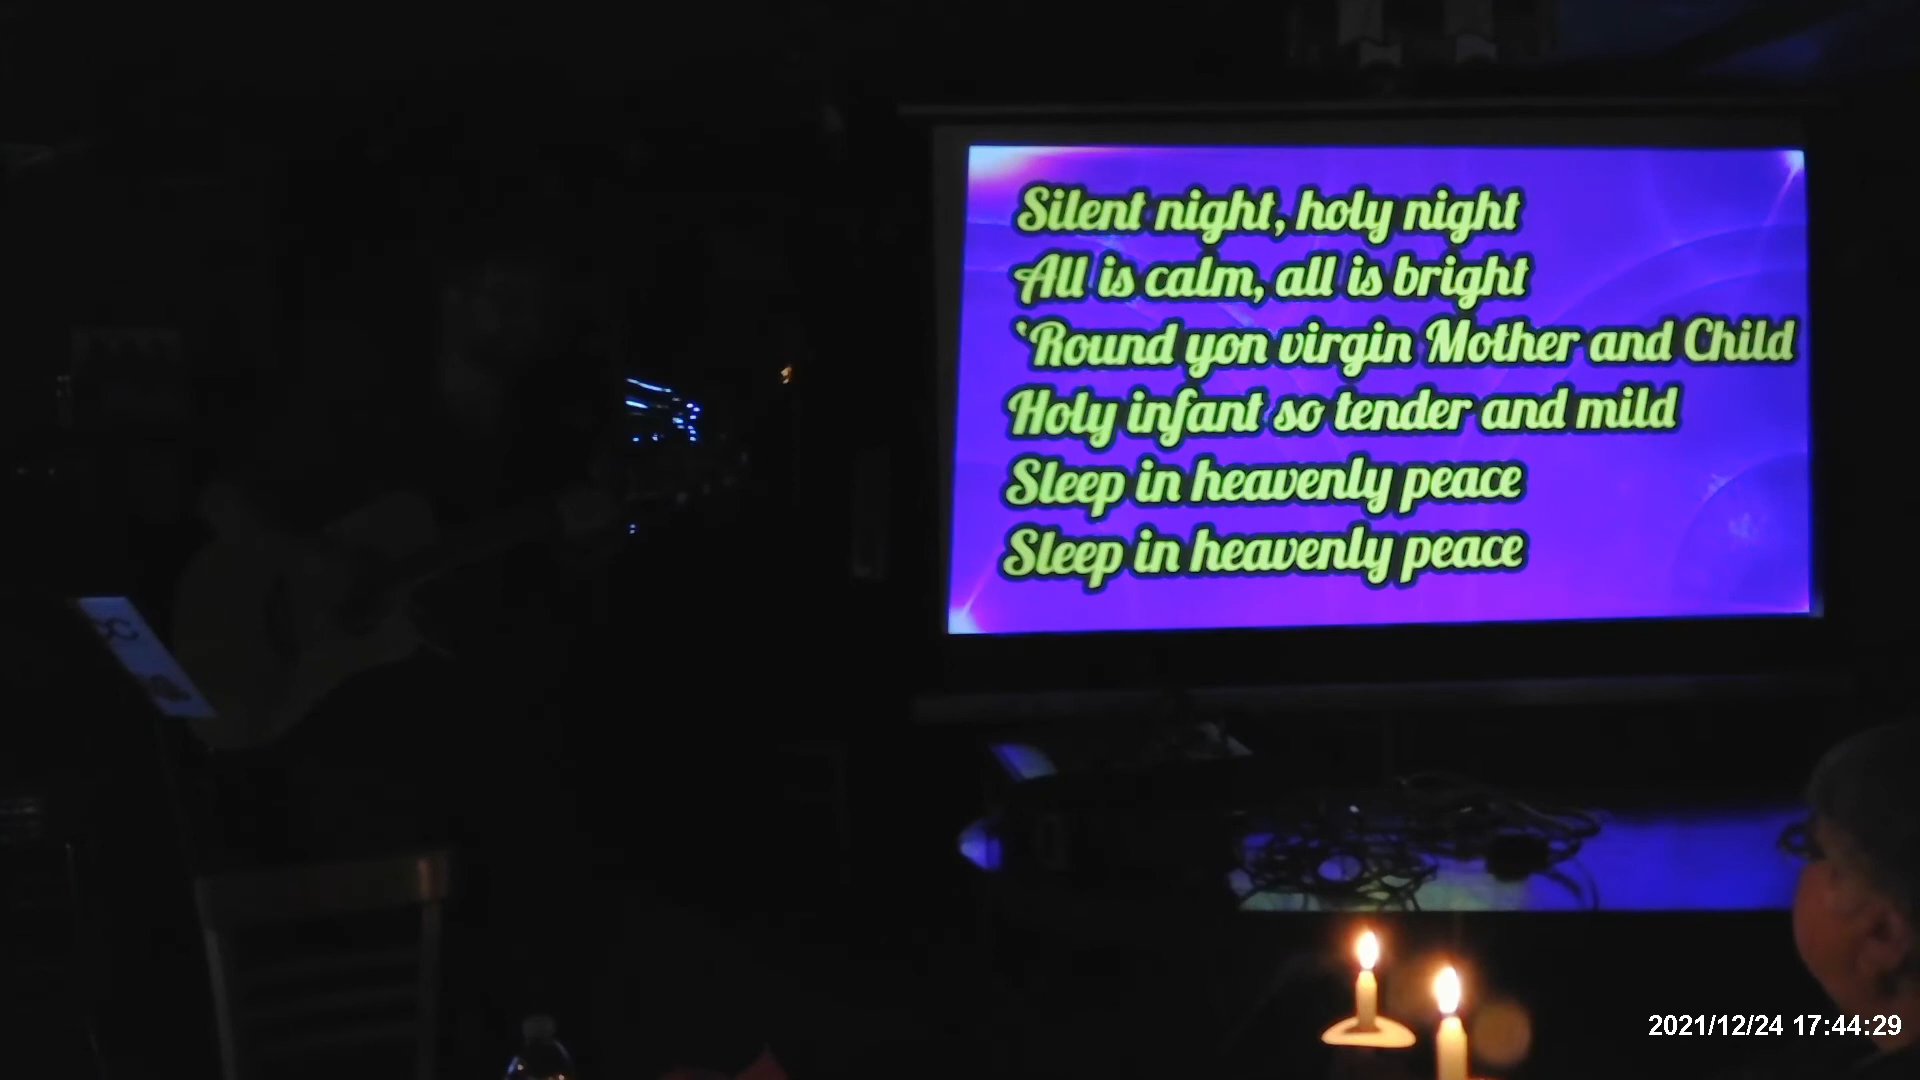 Silent night, holy night
All is calm, all is bright
‘Round yon virgin Mother and Child
Holy infant so tender and mild
Sleep in heavenly peace
Sleep in heavenly peace
2021/12/24 17:44:29